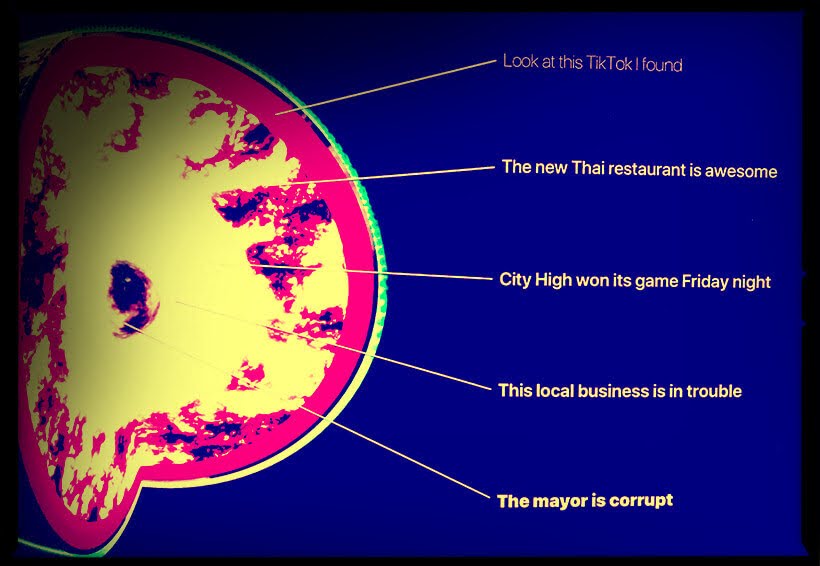 Look at this TikTok I found
The new Thai restaurant is awesome
City High won its game Friday night
This local business is in trouble
The mayor is corrupt